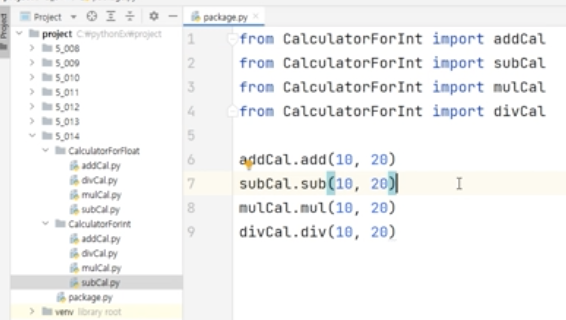 Project
package.py
Project
project C:₩pythonEx₩project
5_008
5_009
5_010
5_011
5_012
5_013
5_014
CalculatorForFloat
addCal.py
divCal.py
mulCal.py
subCal.py
CalculatorForInt
addCal.py
divCal.py
mulCal.py
subCal.py
package.py
venv library root
1 from CalculatorForInt import addCal
2 from CalculatorForInt import subCal
3 from CalculatorForInt import mulCal
4 from CalculatorForInt import divCal
5
6 addCal.add(10, 20)
7 subCal.sub(10, 20)
8 mulCal.mul(10, 20)
9 divCal.div(10, 20)